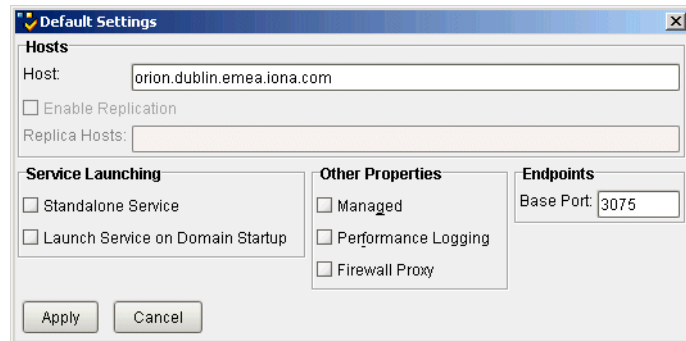 Default Settings
Hosts
Host: orion.dublin.emea.iona.com
Enable Replication
Replica Hosts:
Service Launching
Standalone Service
Launch Service on Domain Startup
Other Properties
Managed
Performance Logging
Firewall Proxy
Endpoints
Base Port: 3075
Apply Cancel